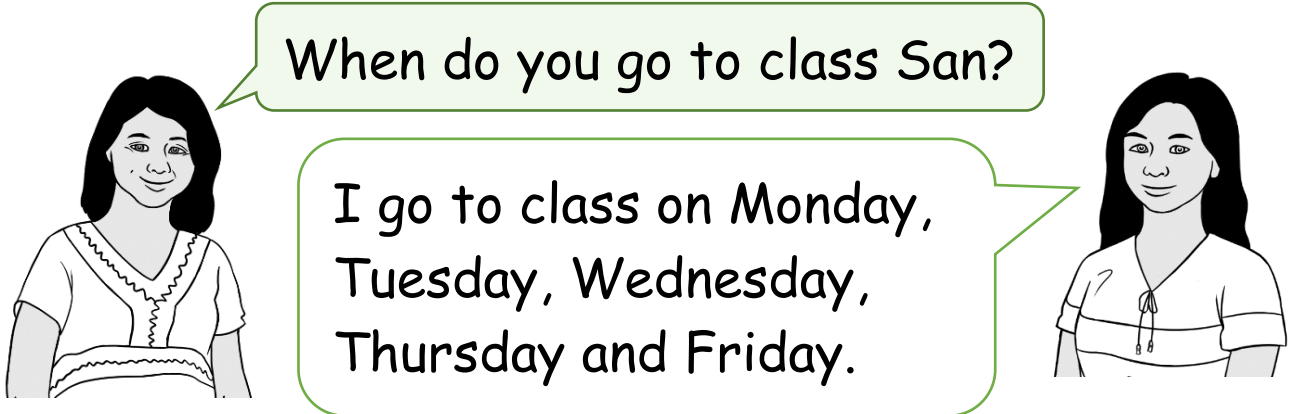 When do you go to class San?
I go to class on Monday,
Tuesday, Wednesday,
Thursday and Friday.